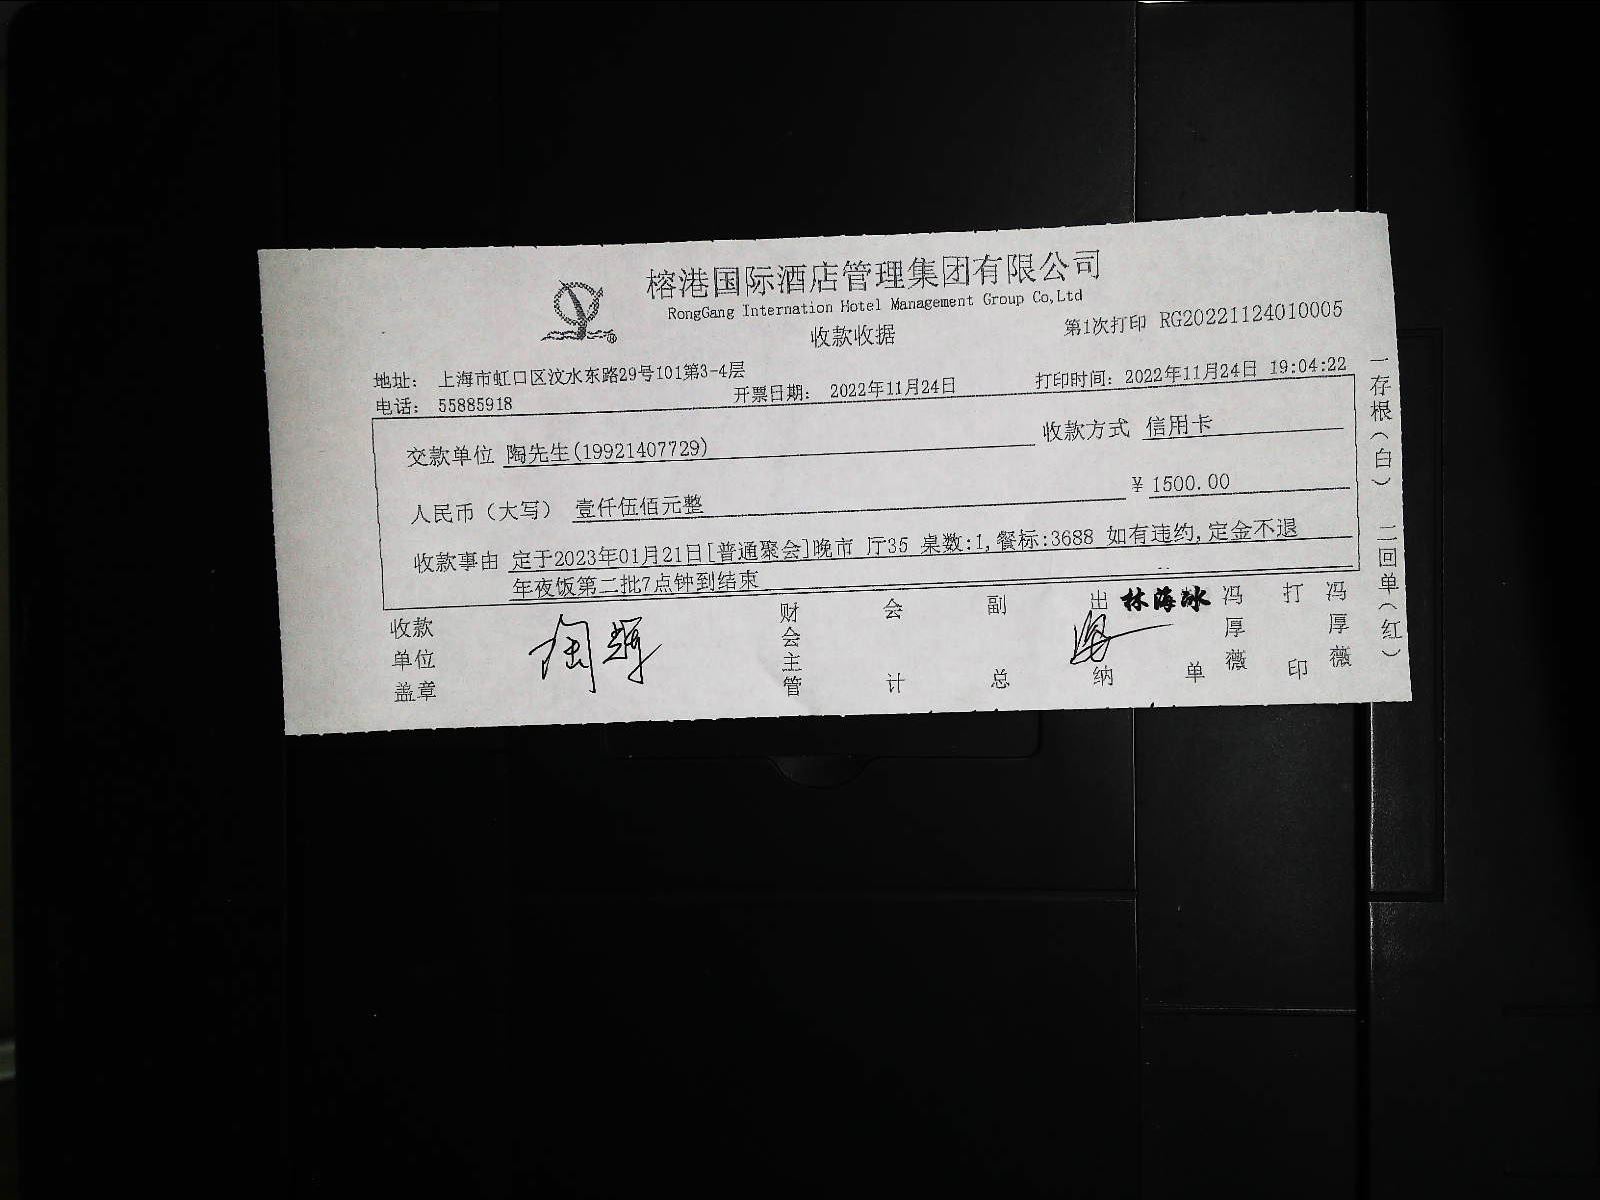 榕港国际酒店管理集团有限公司
RongGang Internation Hotel Management Group Co,Ltd
收款收据
第1次打印 RG20221124010005
地址： 上海市虹口区汶水东路29号101第3-4层
电话： 55885918
开票日期： 2022年11月24日
打印时间：2022年11月24日 19:04:22
交款单位 陶先生(19921407729)
收款方式 信用卡
人民币（大写） 壹仟伍佰元整
¥ 1500.00
收款事由 定于2023年01月21日[普通聚会]晚市 厅35 桌数:1,餐标:3688 如有违约,定金不退
年夜饭第二批7点钟到结束
收款单位盖章
财会主管
会计
副总
出纳
林海冰
单
冯厚薇
打印
冯厚薇
一存根（白） 二回单（红）